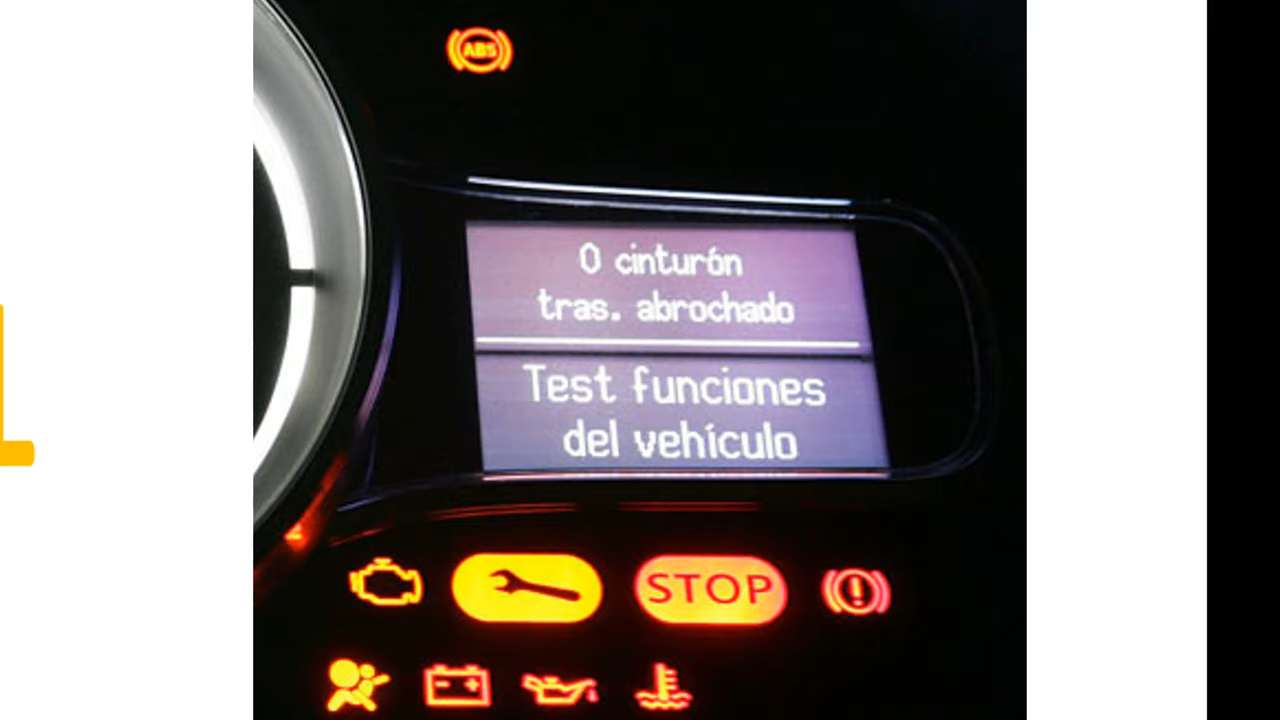 ABS
0 cinturón
tras. abrochado
Test funciones
del vehículo
STOP